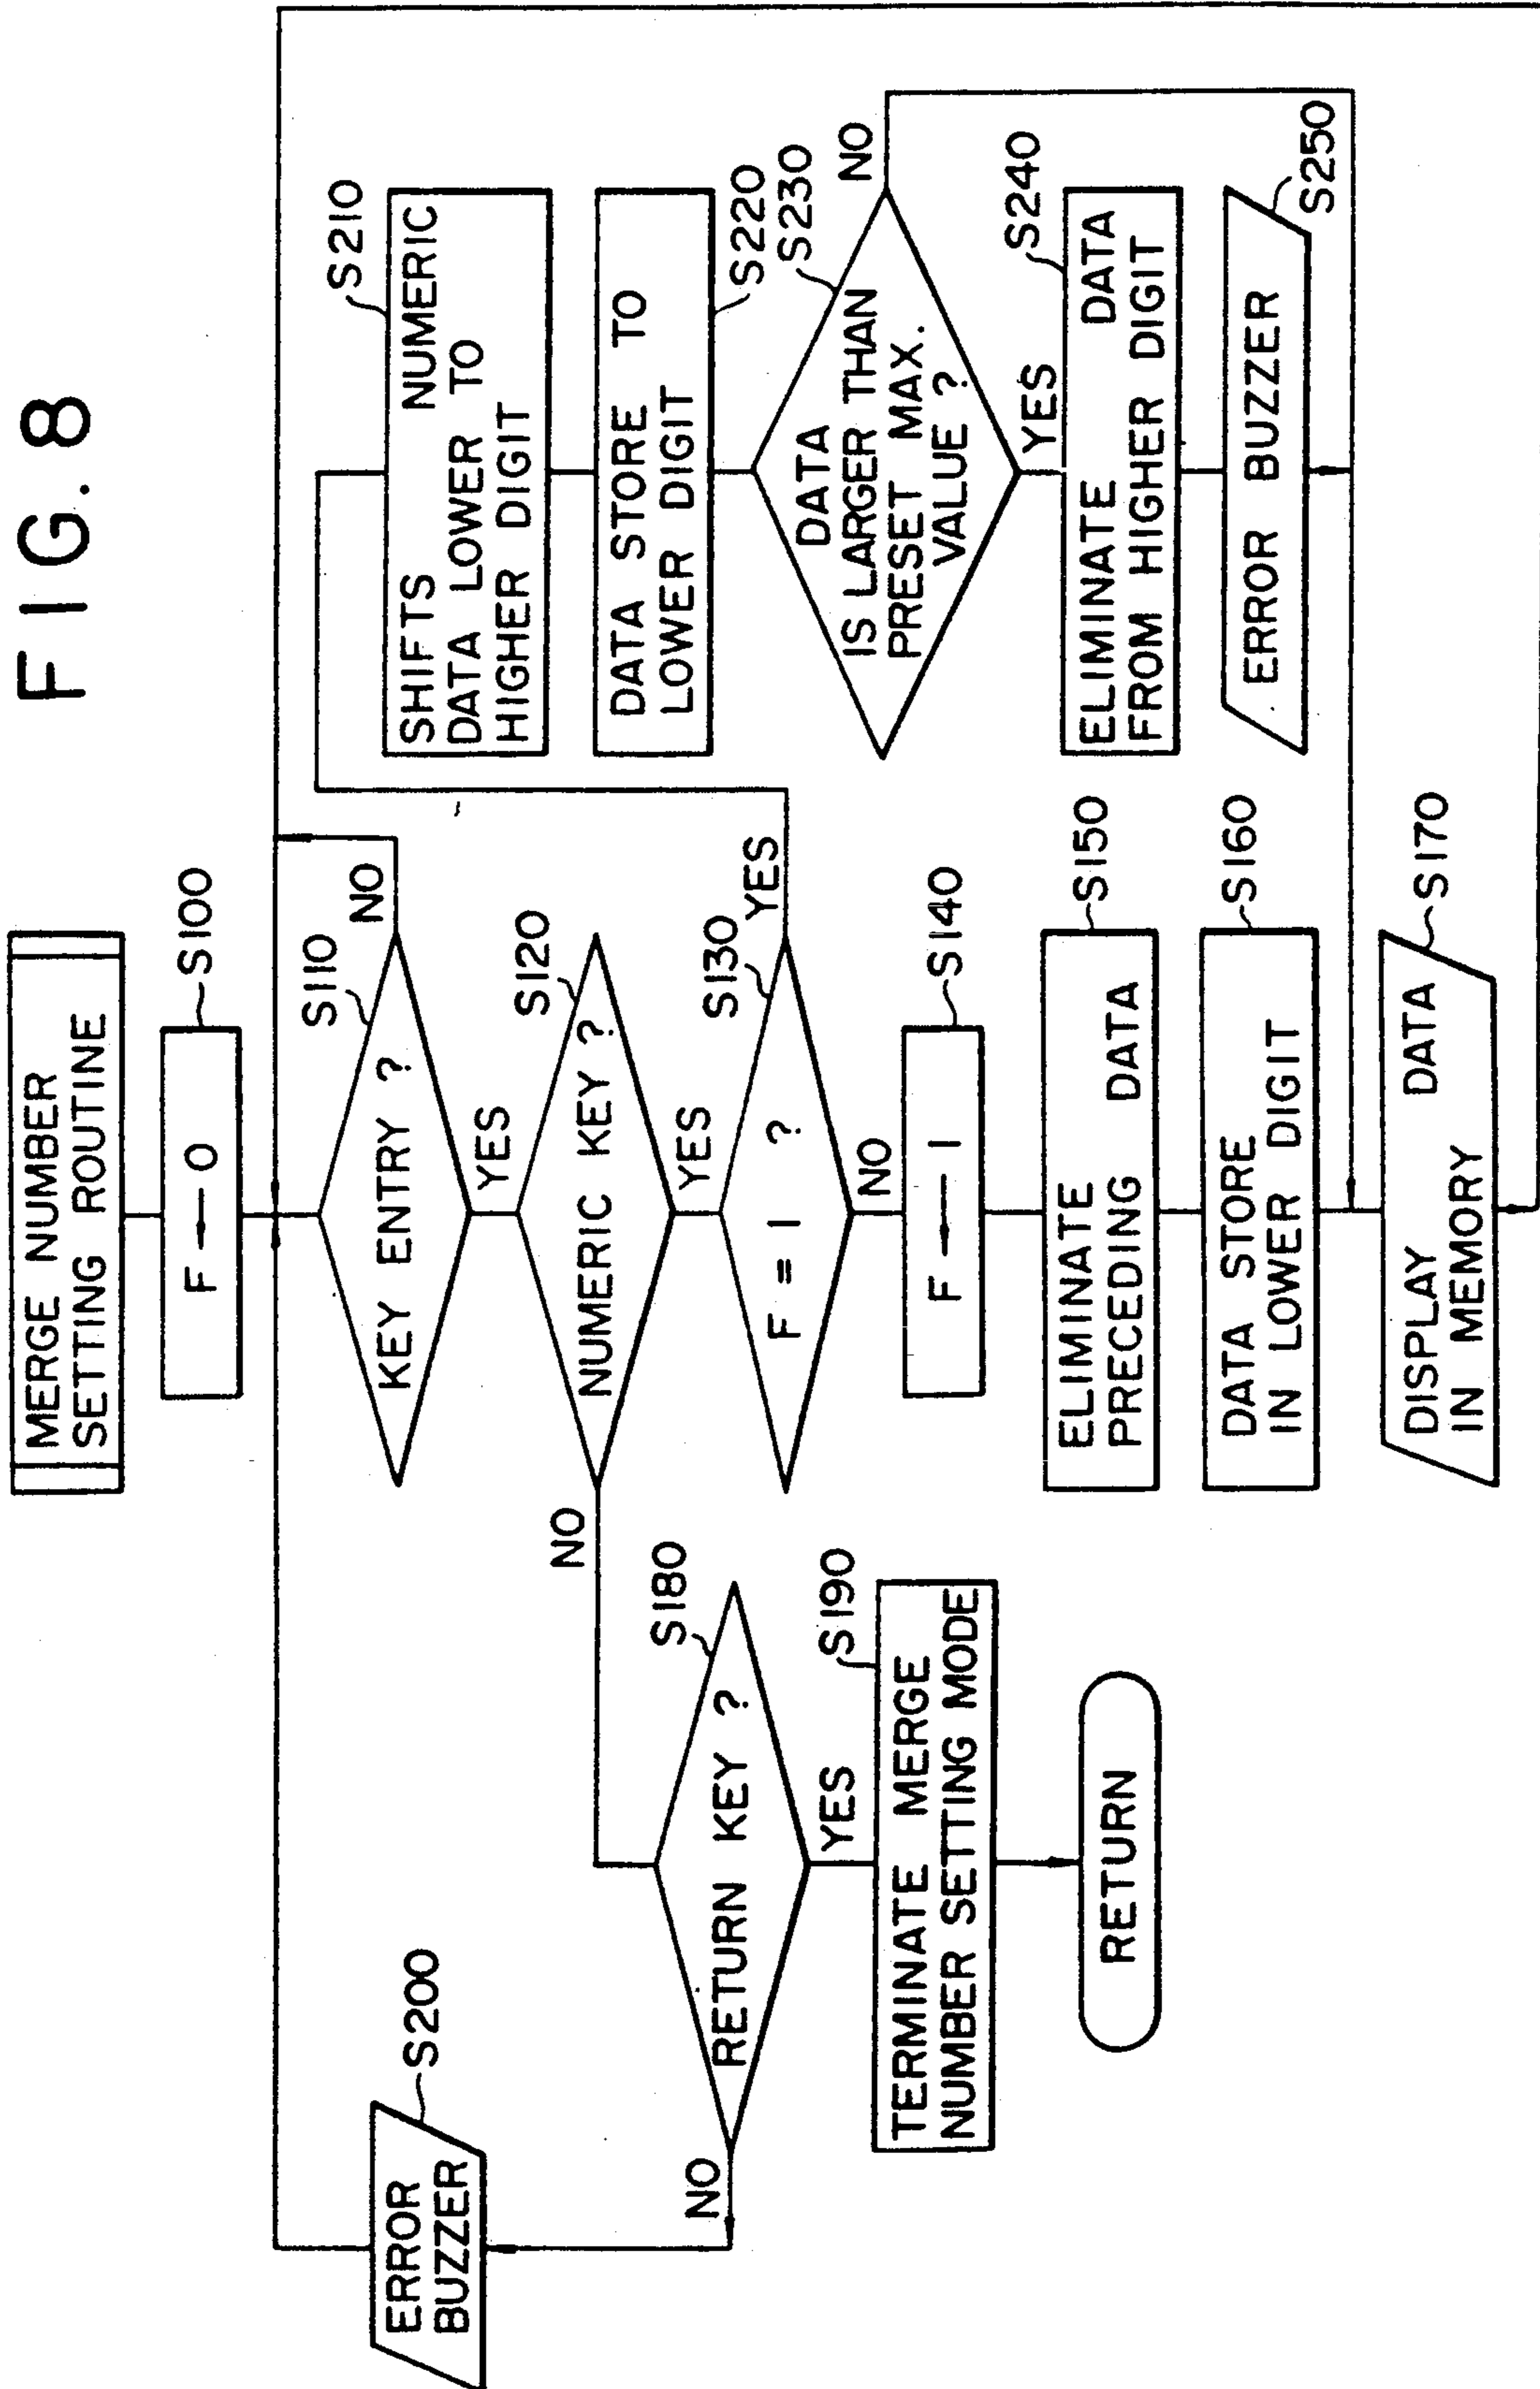 FIG. 8
MERGE NUMBER
SETTING ROUTINE
F ← 0
S100
KEY ENTRY ?
S110
NO
YES
NUMERIC KEY ?
S120
NO
YES
F = 1 ?
S130
YES
NO
F ← 1
S140
ELIMINATE
PRECEDING DATA
S150
DATA STORE
IN LOWER DIGIT
S160
DISPLAY DATA
IN MEMORY
S170
RETURN KEY ?
S180
NO
YES
TERMINATE MERGE
NUMBER SETTING MODE
S190
RETURN
ERROR
BUZZER
S200
SHIFTS NUMERIC
DATA LOWER TO
HIGHER DIGIT
S210
DATA STORE TO
LOWER DIGIT
S220
DATA
IS LARGER THAN
PRESET MAX.
VALUE ?
S230
NO
YES
ELIMINATE DATA
FROM HIGHER DIGIT
S240
ERROR BUZZER
S250